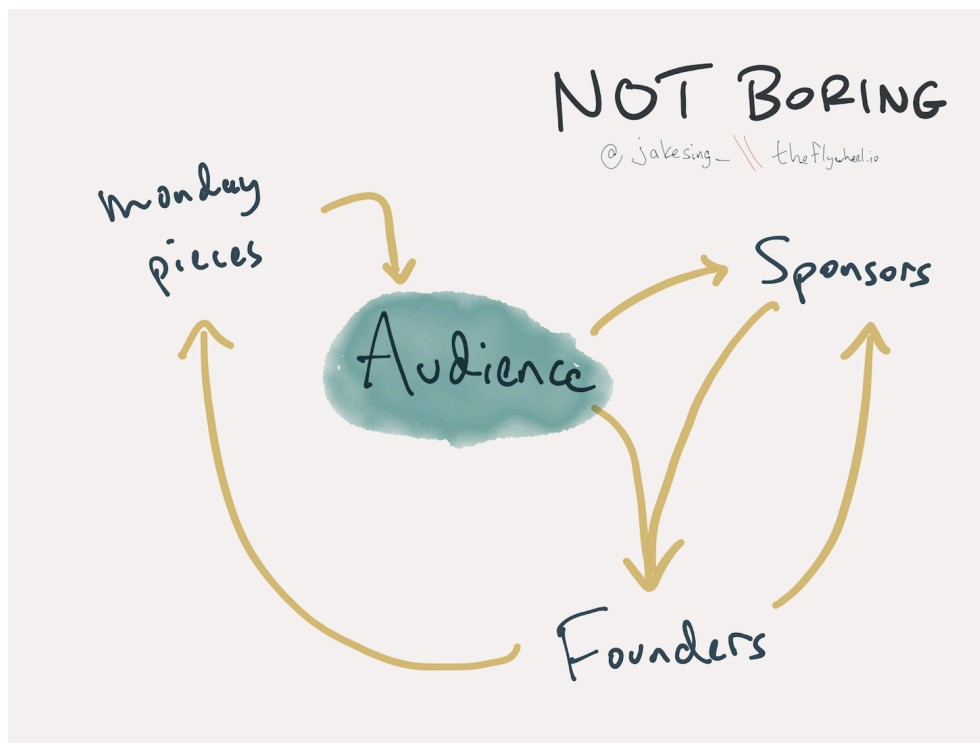 NOT BORING
@jakesing_ \\ theflywheel.io
monday
pieces
Sponsors
Audience
Founders